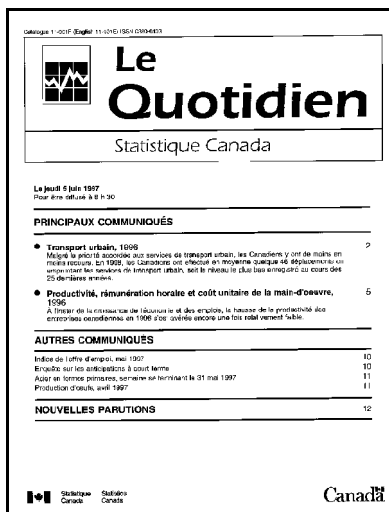 Catalogue 11-001F (English 11-001E) ISSN 0380-6403
Le
Quotidien
Statistique Canada
Le jeudi 5 juin 1997
Pour être diffusé à 8 h 30
PRINCIPAUX COMMUNIQUÉS
● Transport urbain, 1996 2
Malgré la priorité accordée aux services de transport urbain, les Canadiens y ont de moins en
moins recours. En 1996, les Canadiens ont effectué en moyenne quelque 46 déplacements en
empruntant les services de transport urbain, soit le niveau le plus bas enregistré au cours des
25 dernières années.
● Productivité, rémunération horaire et coût unitaire de la main-d'oeuvre, 5
1996
À l'instar de la croissance de l'économie et des emplois, la hausse de la productivité des
entreprises canadiennes en 1996 s'est avérée encore une fois relativement faible.
AUTRES COMMUNIQUÉS
Indice de l'offre d'emploi, mai 1997 10
Enquête sur les anticipations à court terme 10
Acier en formes primaires, semaine se terminant le 31 mai 1997 11
Production d'oeufs, avril 1997 11
NOUVELLES PARUTIONS 12
Statistique Statistics
Canada Canada
Canada